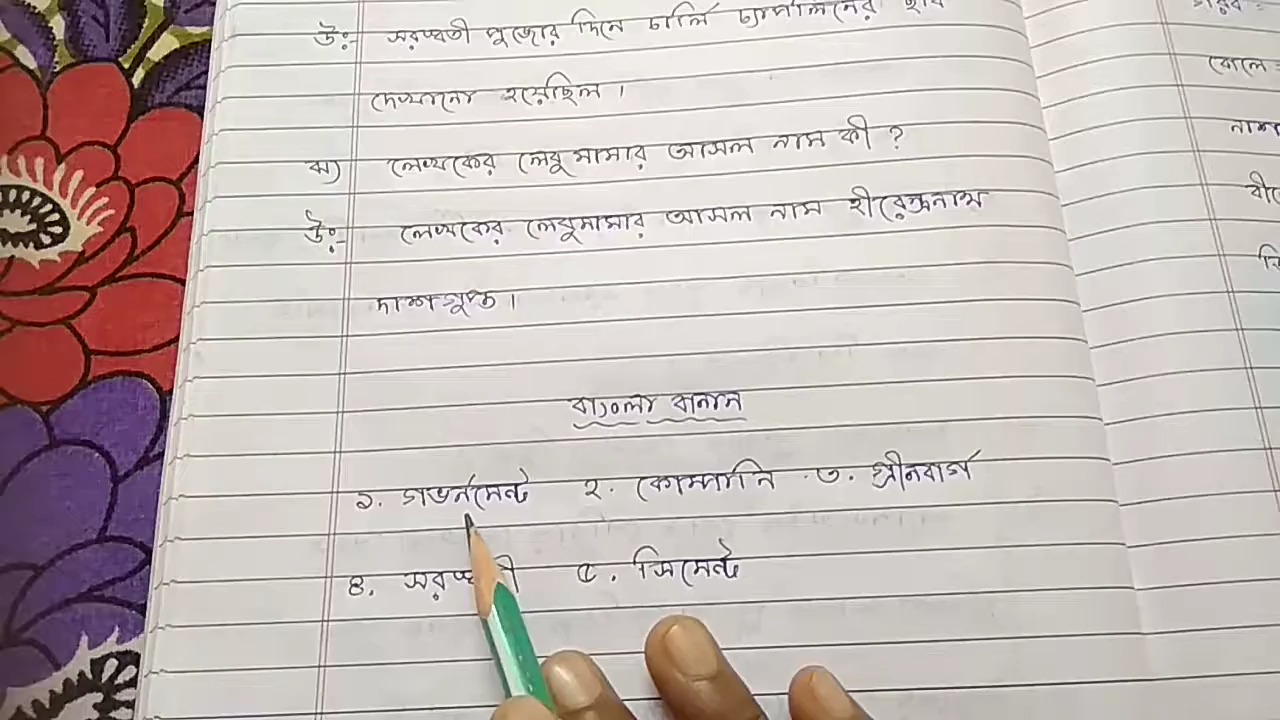 উঃ- সরস্বতী পুজোর দিনে চার্লি চ্যাপলিনের ছবি
দেখানো হয়েছিল।
ঝ) লেখকের লেবুমামার আসল নাম কী ?
উঃ- লেখকের লেবুমামার আসল নাম হীরেন্দ্রনাথ
দাশগুপ্ত।
বাংলা বানান
১. গভর্নমেন্ট ২. কোম্পানি ৩. গ্রীনবার্গ
৪. সরস্বতী ৫. সিমেন্ট